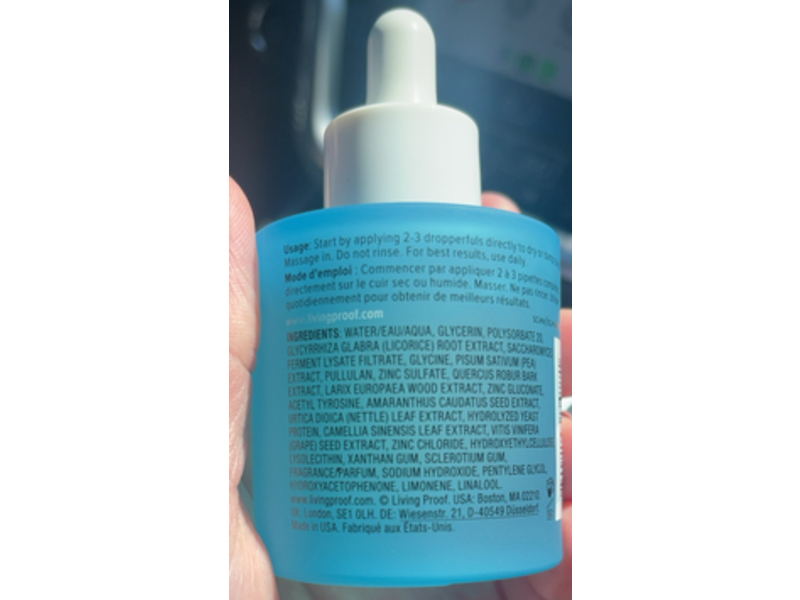 Usage: Start by applying 2-3 dropperfuls directly to dry or
Massage in. Do not rinse. For best results, use daily
Mode d'emploi : Commencer par appliquer 2 à 3 pipettes
directement sur le cuir sec ou humide. Masser. Ne pas rincer.
quotidiennement pour obtenir de meilleurs résultats.
www.livingproof.com
INGREDIENTS: WATER/EAU/AQUA, GLYCERIN, POLYSORBATE 20,
GLYCYRRHIZA GLABRA (LICORICE) ROOT EXTRACT, SACCHAROMYCES
FERMENT LYSATE FILTRATE, GLYCINE, PISUM SATIVUM (PEA)
EXTRACT, PULLULAN, ZINC SULFATE, QUERCUS ROBUR BARK
EXTRACT, LARIX EUROPAEA WOOD EXTRACT, ZINC GLUCONATE,
ACETYL TYROSINE, AMARANTHUS CAUDATUS SEED EXTRACT,
URTICA DIOICA (NETTLE) LEAF EXTRACT, HYDROLYZED YEAST
PROTEIN, CAMELLIA SINENSIS LEAF EXTRACT, VITIS VINIFERA
(GRAPE) SEED EXTRACT, ZINC CHLORIDE, HYDROXYETHYLCELLULOSE,
LYSOLECITHIN, XANTHAN GUM, SCLEROTIUM GUM,
FRAGRANCE/PARFUM, SODIUM HYDROXIDE, PENTYLENE GLYCOL,
HYDROXYACETOPHENONE, LIMONENE, LINALOOL.
www.livingproof.com. © Living Proof. USA: Boston, MA 02210.
UK: London, SE1 0LH. DE: Wiesenstr. 21, D-40549 Düsseldorf.
Made in USA. Fabriqué aux États-Unis.